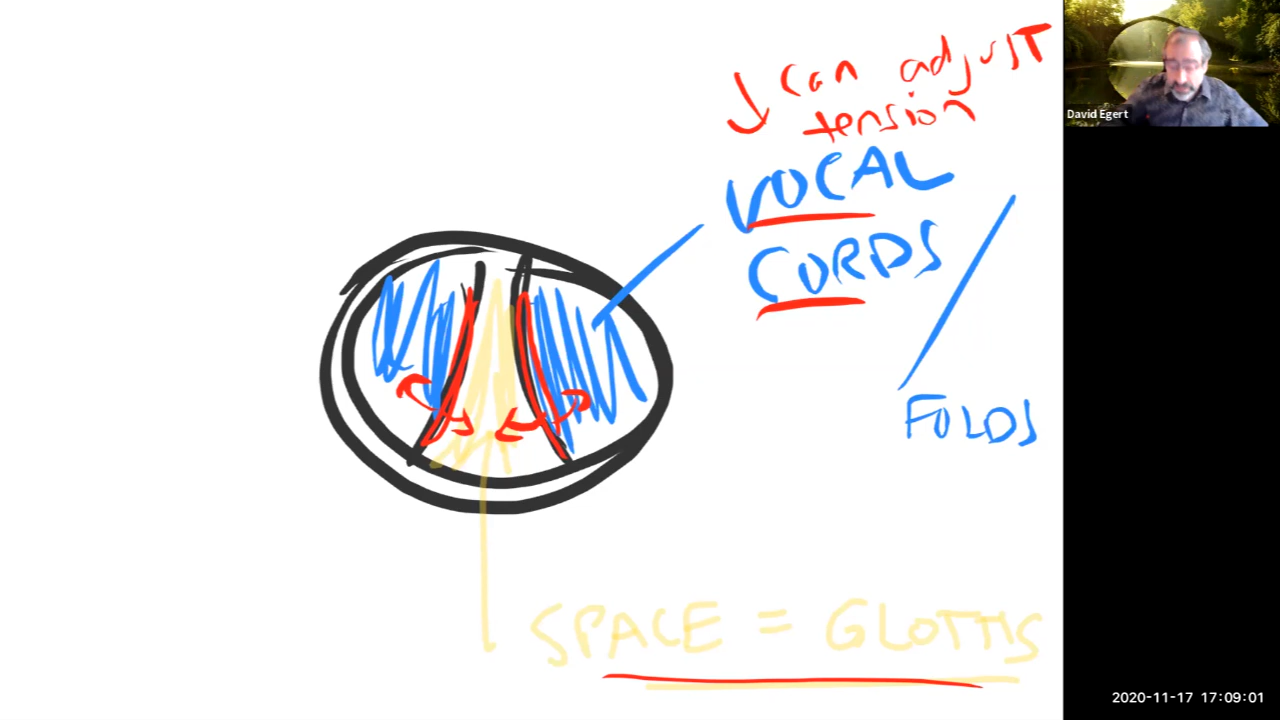 can adjust
tension
VOCAL
CORDS
FOLDS
SPACE = GLOTTIS
David Egert
2020-11-17 17:09:01